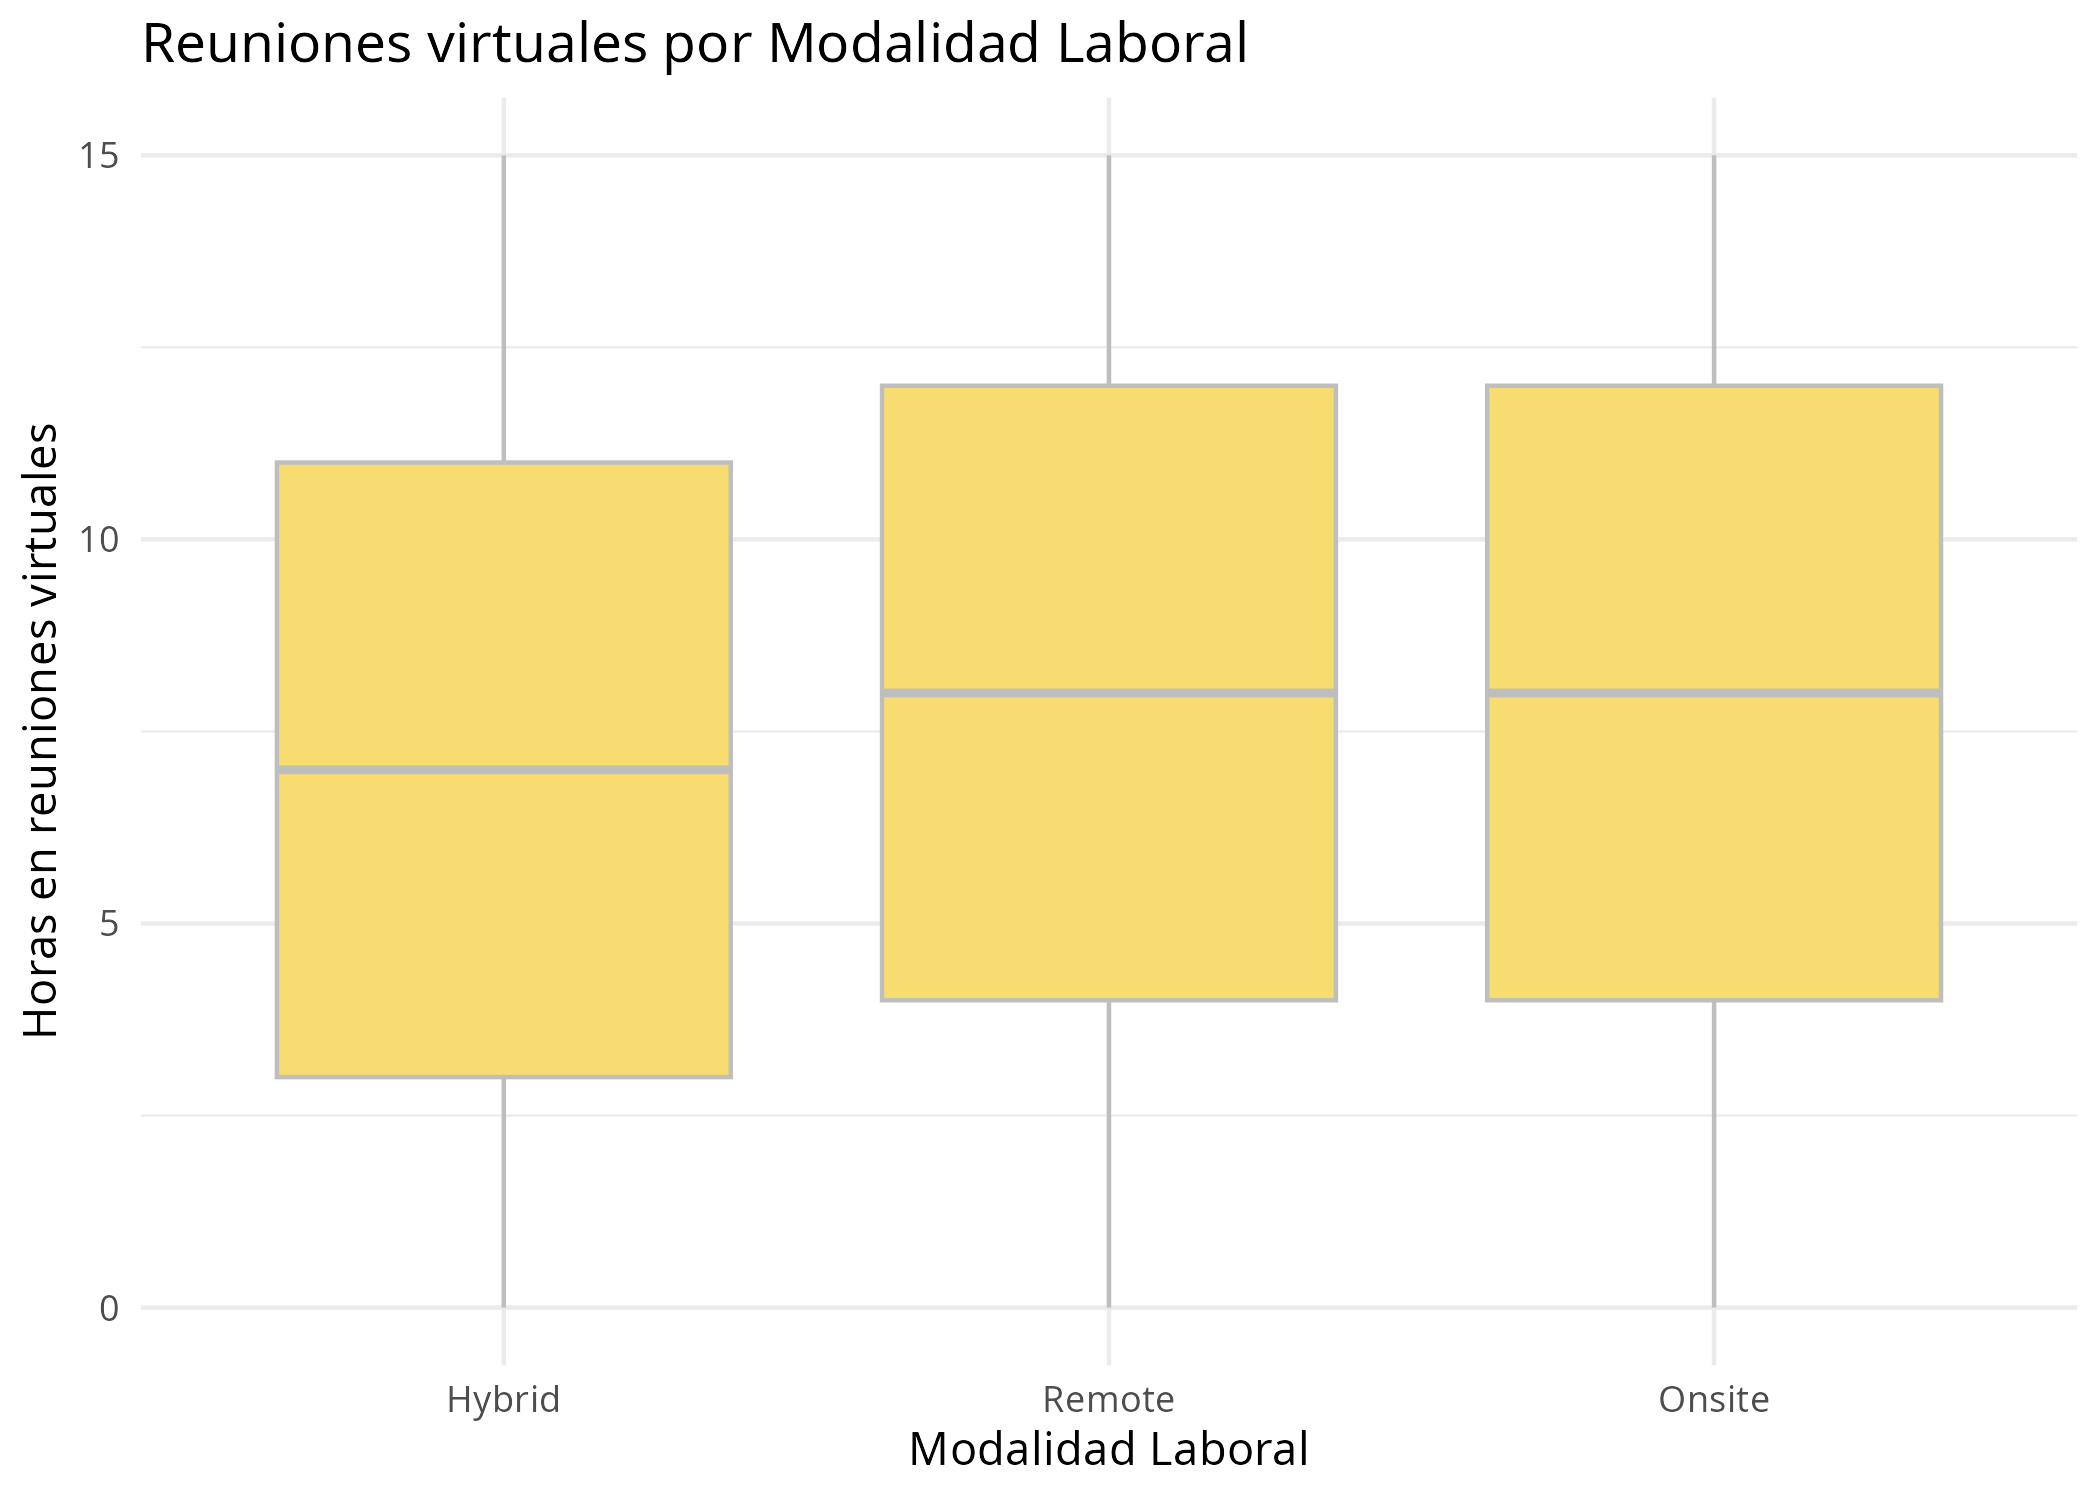 Reuniones virtuales por Modalidad Laboral
Horas en reuniones virtuales
15
10
5
0
Hybrid Remote Onsite
Modalidad Laboral